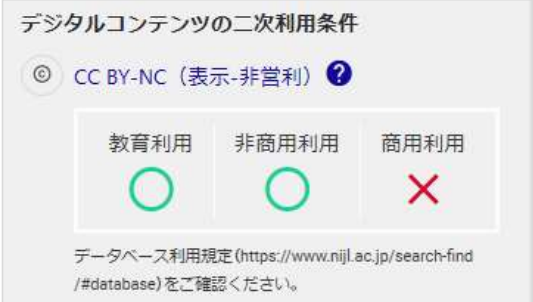 デジタルコンテンツの二次利用条件
© CC BY-NC（表示-非営利） ?
教育利用 非商用利用 商用利用
データベース利用規定(https://www.nijl.ac.jp/search-find
/#database)をご確認ください。